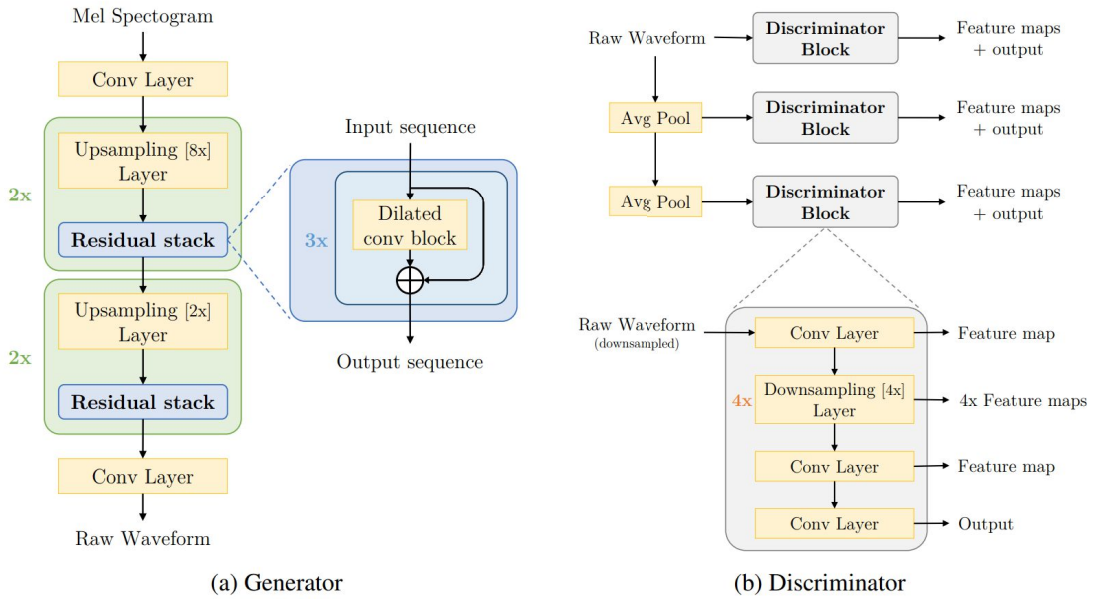 Mel Spectogram
Conv Layer
2x
Upsampling [8x]
Layer
Residual stack
2x
Upsampling [2x]
Layer
Residual stack
Conv Layer
Raw Waveform
Input sequence
3x
Dilated
conv block
Output sequence
(a) Generator
Raw Waveform
Discriminator
Block
Feature maps
+ output
Avg Pool
Discriminator
Block
Feature maps
+ output
Avg Pool
Discriminator
Block
Feature maps
+ output
Raw Waveform
(downsampled)
Conv Layer
Feature map
4x
Downsampling [4x]
Layer
4x Feature maps
Conv Layer
Feature map
Conv Layer
Output
(b) Discriminator